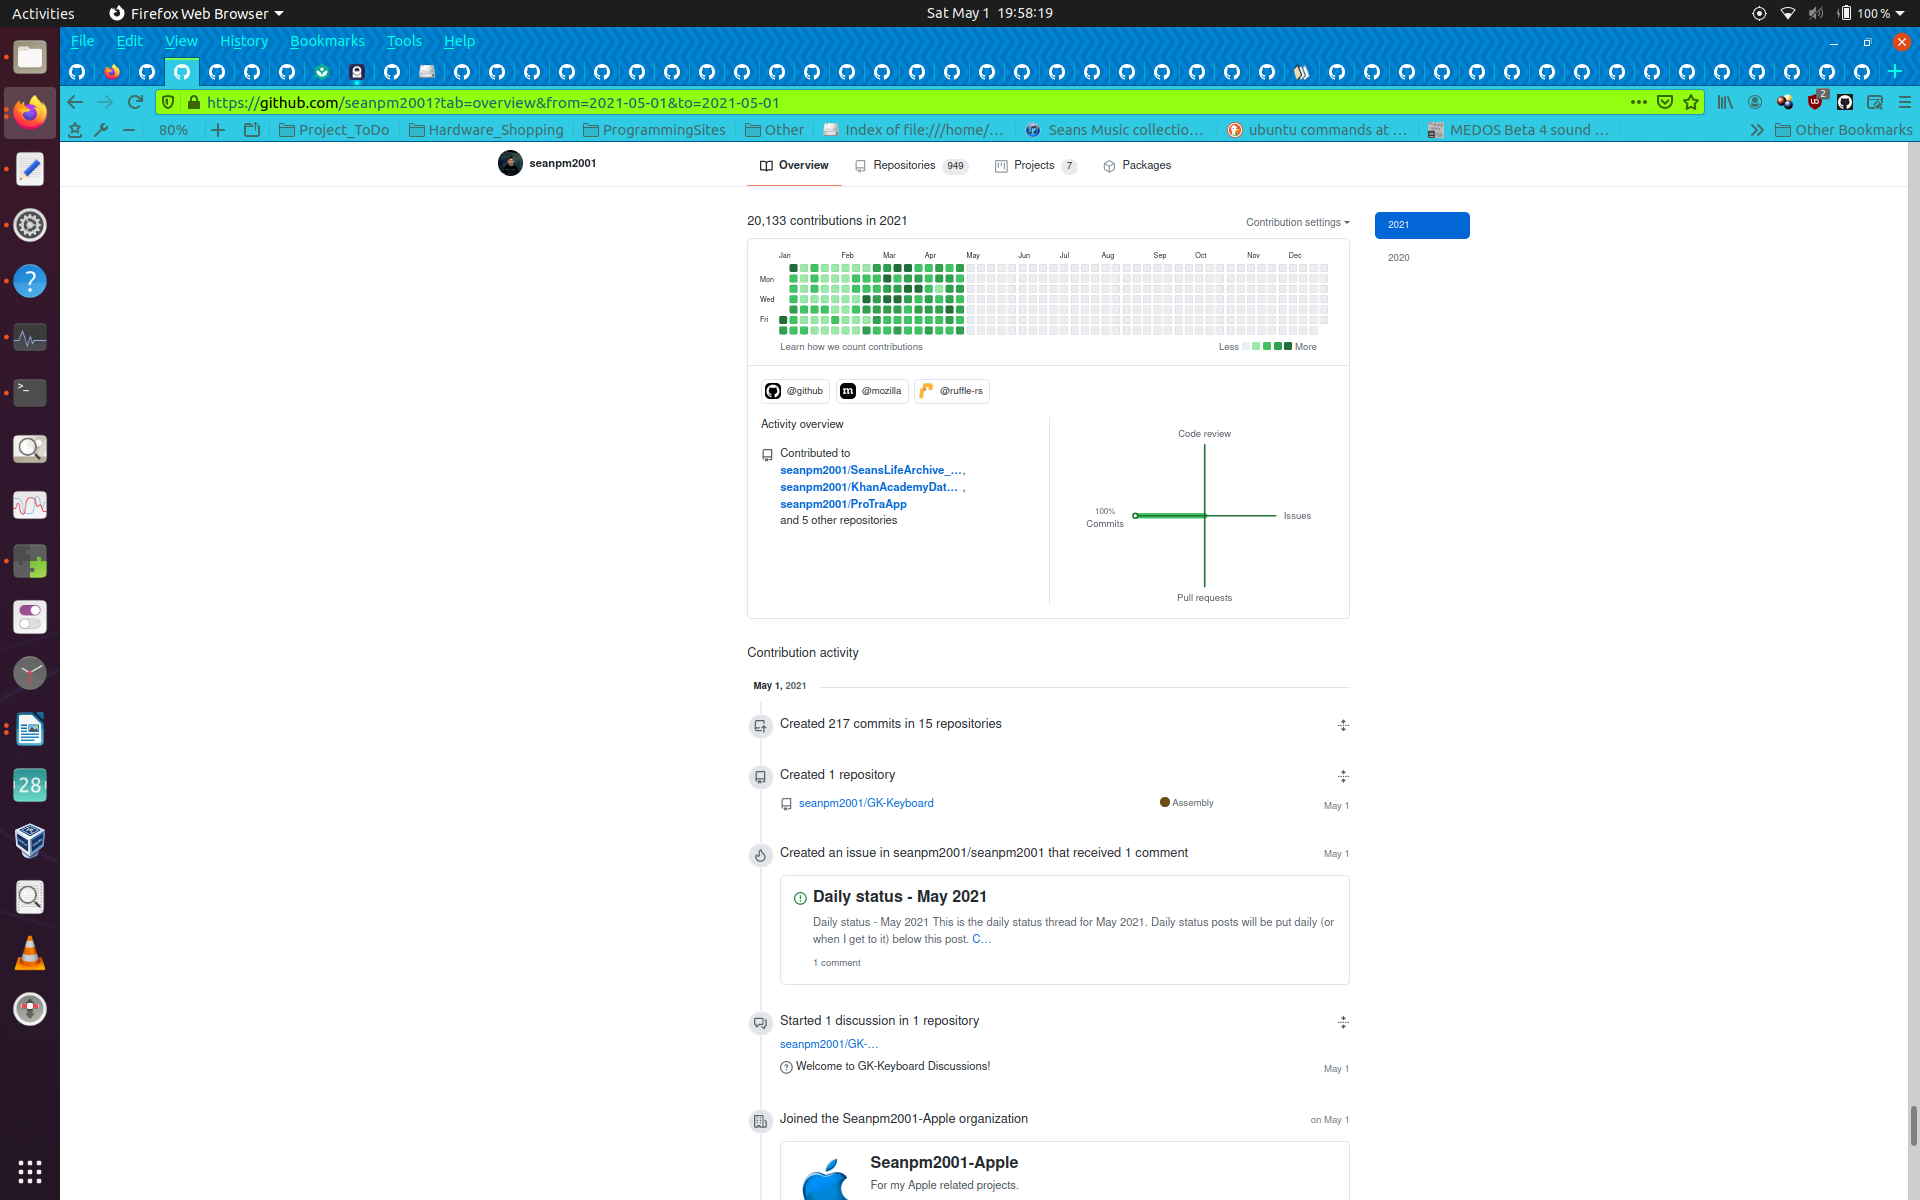 Activities
Firefox Web Browser
Sat May 1 19:58:19
100 %
File Edit View History Bookmarks Tools Help
https://github.com/seanpm2001?tab=overview&from=2021-05-01&to=2021-05-01
2
80%
Project_ToDo
Hardware_Shopping
ProgrammingSites
Other
Index of file:///home/...
Seans Music collectio...
ubuntu commands at ...
MEDOS Beta 4 sound ...
Other Bookmarks
seanpm2001
Overview
Repositories 949
Projects 7
Packages
20,133 contributions in 2021
Contribution settings
2021
2020
Jan Feb Mar Apr May Jun Jul Aug Sep Oct Nov Dec
Mon
Wed
Fri
Learn how we count contributions
Less More
@github
@mozilla
@ruffle-rs
Activity overview
Contributed to
seanpm2001/SeansLifeArchive_...,
seanpm2001/KhanAcademyDat... ,
seanpm2001/ProTraApp
and 5 other repositories
Code review
100%
Commits
Issues
Pull requests
Contribution activity
May 1, 2021
Created 217 commits in 15 repositories
Created 1 repository
seanpm2001/GK-Keyboard
Assembly
May 1
Created an issue in seanpm2001/seanpm2001 that received 1 comment
May 1
Daily status - May 2021
Daily status - May 2021 This is the daily status thread for May 2021. Daily status posts will be put daily (or
when I get to it) below this post. C...
1 comment
Started 1 discussion in 1 repository
seanpm2001/GK-...
Welcome to GK-Keyboard Discussions!
May 1
Joined the Seanpm2001-Apple organization
on May 1
Seanpm2001-Apple
For my Apple related projects.
28